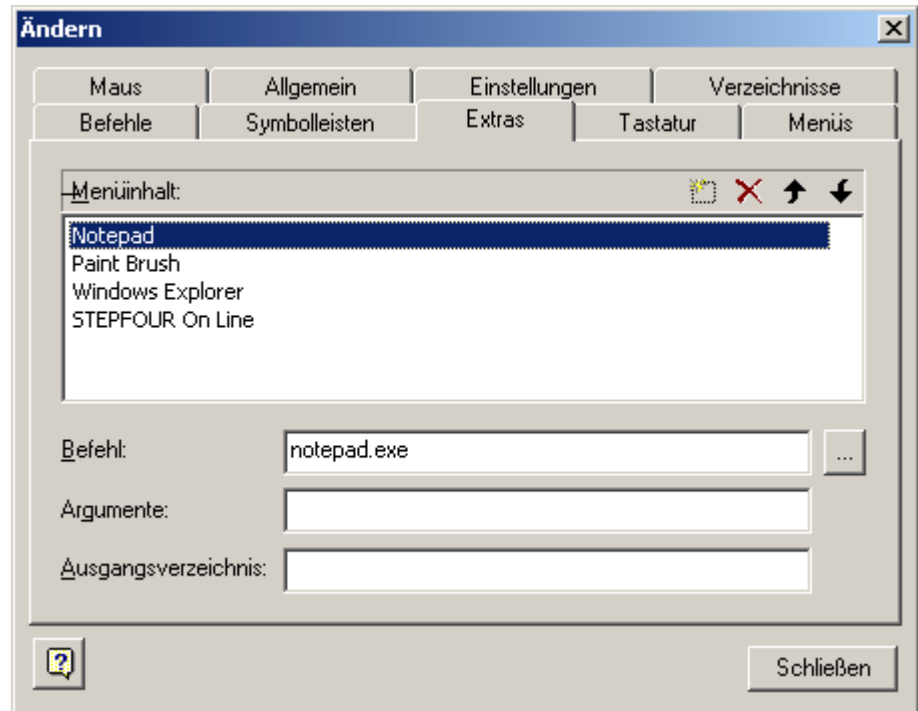 Ändern
Maus Allgemein Einstellungen Verzeichnisse
Befehle Symbolleisten Extras Tastatur Menüs
Menüinhalt:
Notepad
Paint Brush
Windows Explorer
STEPFOUR On Line
Befehl: notepad.exe ...
Argumente:
Ausgangsverzeichnis:
Schließen